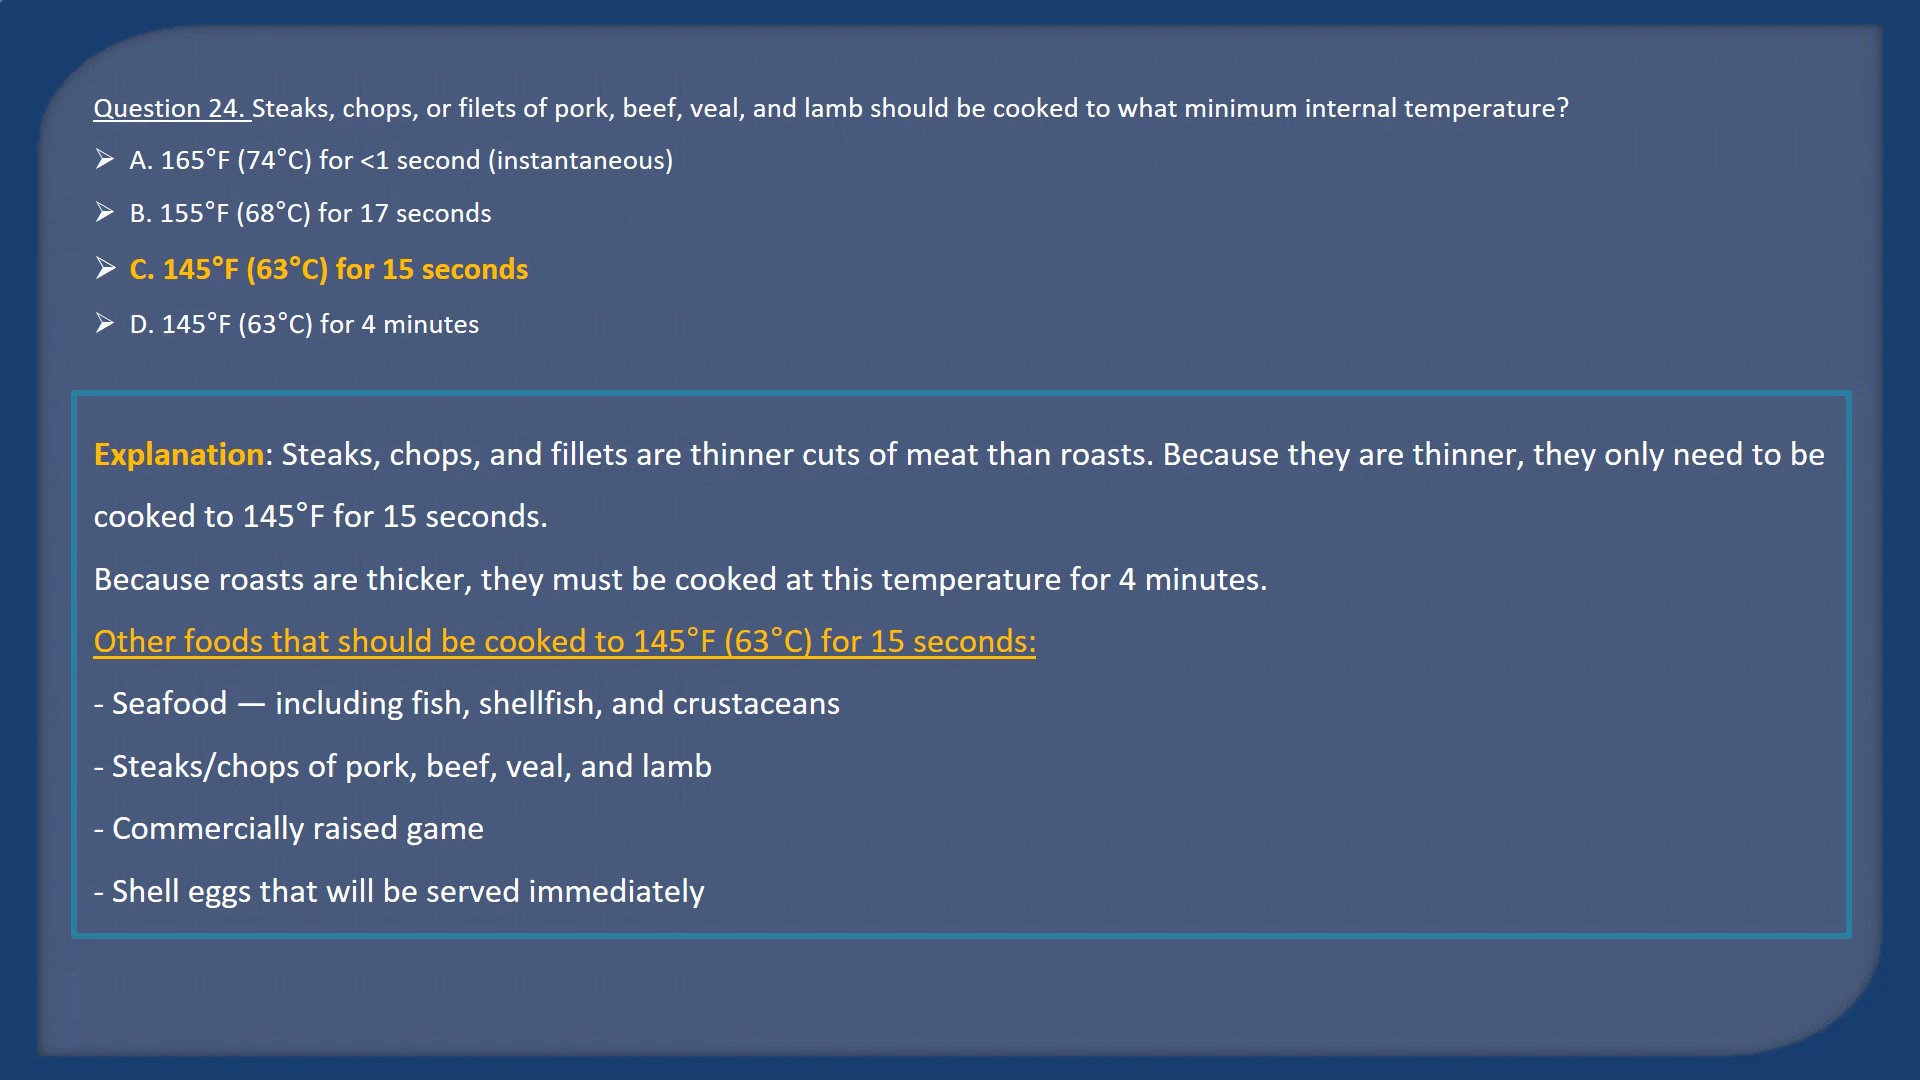 Question 24. Steaks, chops, or filets of pork, beef, veal, and lamb should be cooked to what minimum internal temperature?
➢ A. 165°F (74°C) for <1 second (instantaneous)
➢ B. 155°F (68°C) for 17 seconds
➢ C. 145°F (63°C) for 15 seconds
➢ D. 145°F (63°C) for 4 minutes
Explanation: Steaks, chops, and fillets are thinner cuts of meat than roasts. Because they are thinner, they only need to be
cooked to 145°F for 15 seconds.
Because roasts are thicker, they must be cooked at this temperature for 4 minutes.
Other foods that should be cooked to 145°F (63°C) for 15 seconds:
- Seafood — including fish, shellfish, and crustaceans
- Steaks/chops of pork, beef, veal, and lamb
- Commercially raised game
- Shell eggs that will be served immediately